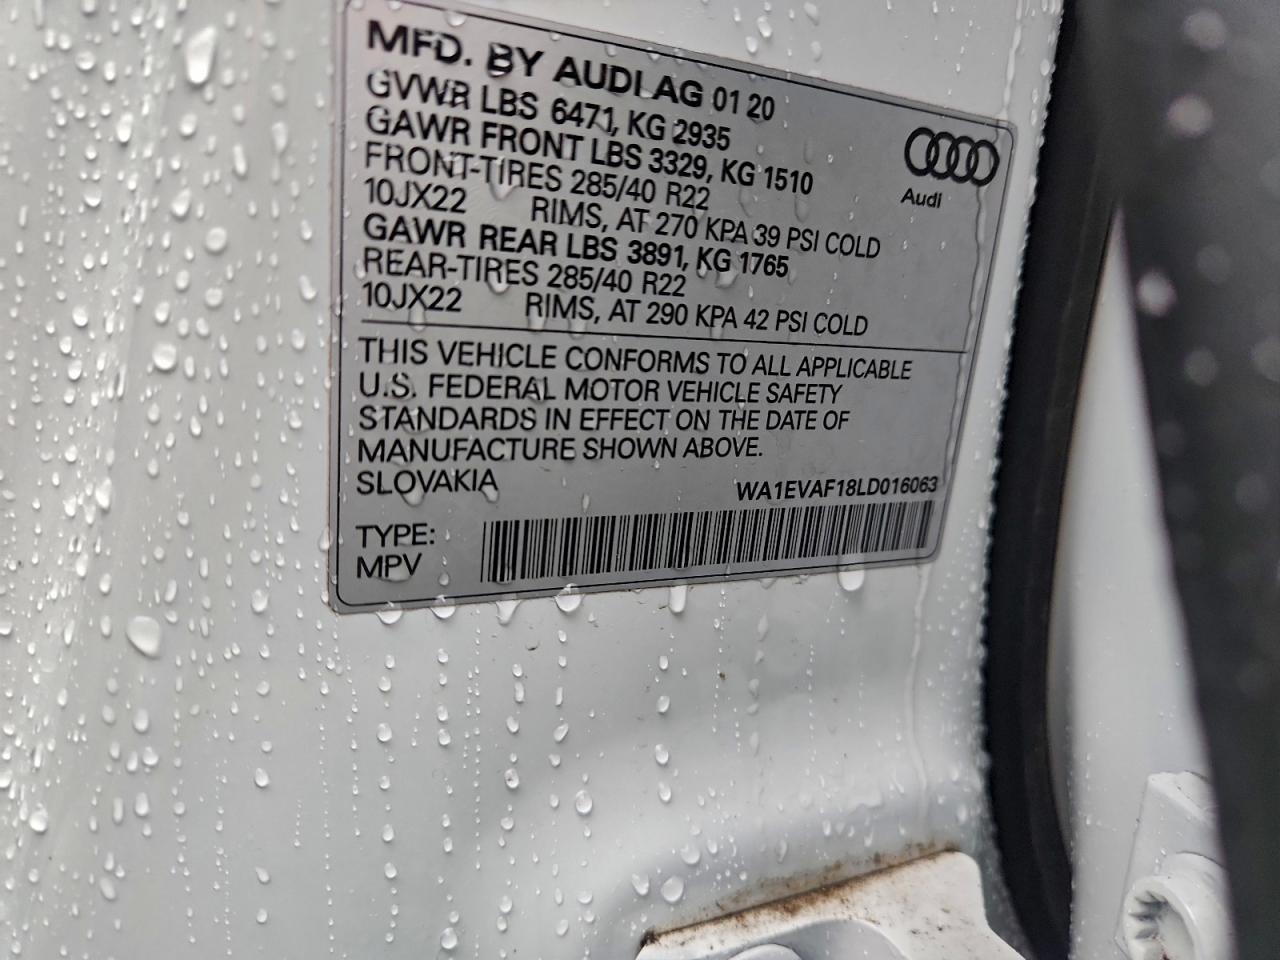 MFD. BY AUDI AG 01 20
GVWR LBS 6471, KG 2935
GAWR FRONT LBS 3329, KG 1510
FRONT-TIRES 285/40 R22
10JX22 RIMS, AT 270 KPA 39 PSI COLD
GAWR REAR LBS 3891, KG 1765
REAR-TIRES 285/40 R22
10JX22 RIMS, AT 290 KPA 42 PSI COLD
Audi
THIS VEHICLE CONFORMS TO ALL APPLICABLE
U.S. FEDERAL MOTOR VEHICLE SAFETY
STANDARDS IN EFFECT ON THE DATE OF
MANUFACTURE SHOWN ABOVE.
SLOVAKIA
WA1EVAF18LD016063
TYPE:
MPV